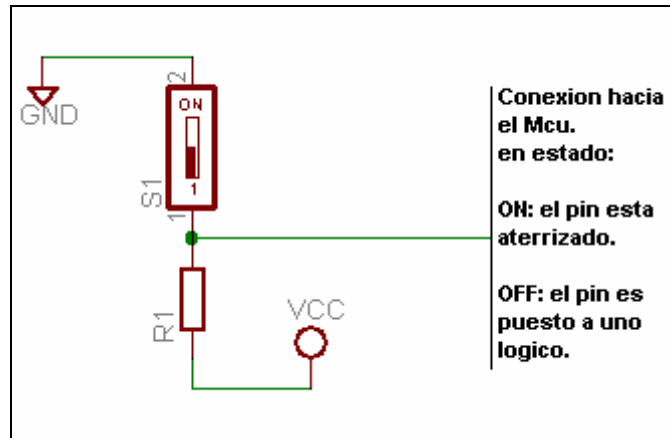 GND
2
ON
1
S1
1
R1
VCC
Conexion hacia
el Mcu.
en estado:
ON: el pin esta
aterrizado.
OFF: el pin es
puesto a uno
logico.